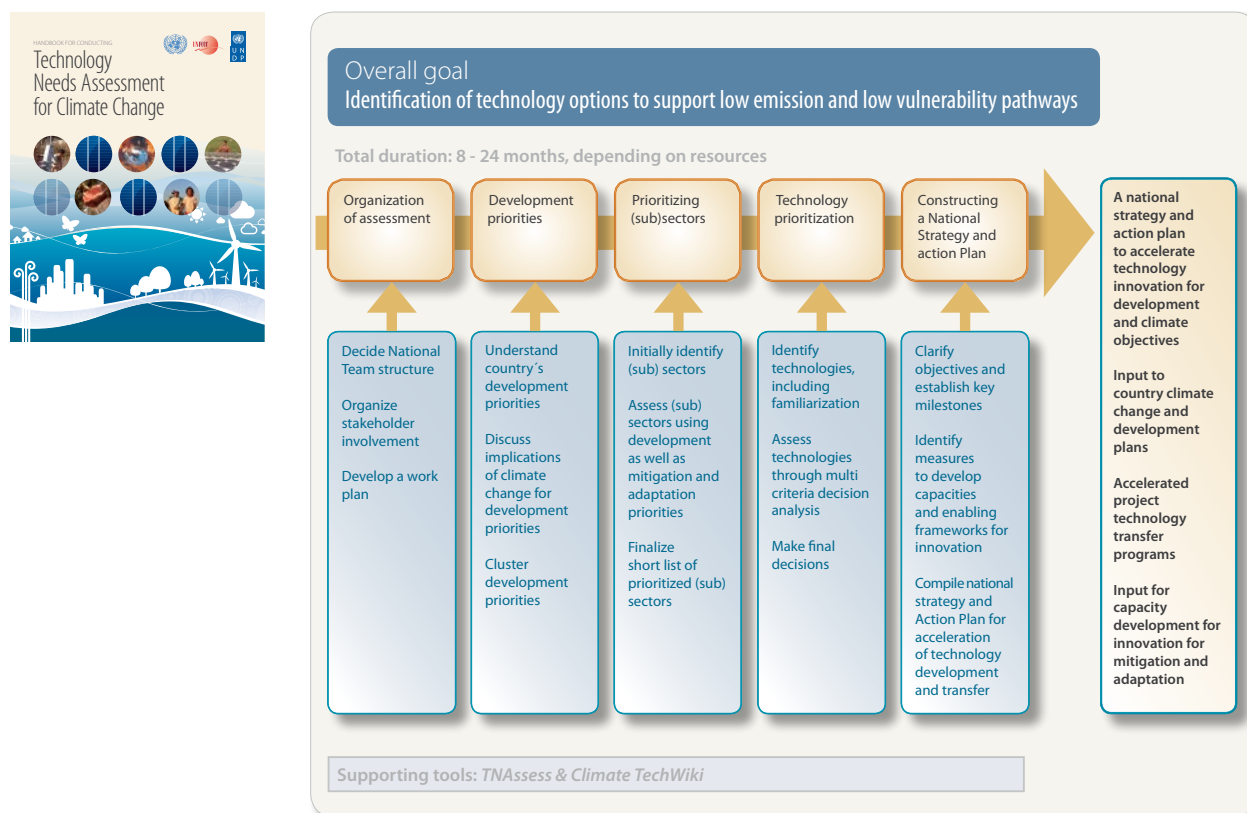 HANDBOOK FOR CONDUCTING
Technology
Needs Assessment
for Climate Change
U N
D P
Overall goal
Identification of technology options to support low emission and low vulnerability pathways
Total duration: 8 - 24 months, depending on resources
Organization
of assessment
Development
priorities
Prioritizing
(sub)sectors
Technology
prioritization
Constructing
a National
Strategy and
action Plan
Decide National
Team structure
Organize
stakeholder
involvement
Develop a work
plan
Understand
country´s
development
priorities
Discuss
implications
of climate
change for
development
priorities
Cluster
development
priorities
Initially identify
(sub) sectors
Assess (sub)
sectors using
development
as well as
mitigation and
adaptation
priorities
Finalize
short list of
prioritized (sub)
sectors
Identify
technologies,
including
familiarization
Assess
technologies
through multi
criteria decision
analysis
Make final
decisions
Clarify
objectives and
establish key
milestones
Identify
measures
to develop
capacities
and enabling
frameworks for
innovation
Compile national
strategy and
Action Plan for
acceleration
of technology
development
and transfer
A national
strategy and
action plan
to accelerate
technology
innovation for
development
and climate
objectives
Input to
country climate
change and
development
plans
Accelerated
project
technology
transfer
programs
Input for
capacity
development for
innovation for
mitigation and
adaptation
Supporting tools: TNAssess & Climate TechWiki